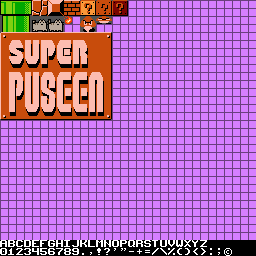 ? ? ?
SUPER
PUSEEN
ABCDEFGHIJKLMNOPQRSTUVWXYZ
0123456789.,!?'"-+=/\%()<>:;©